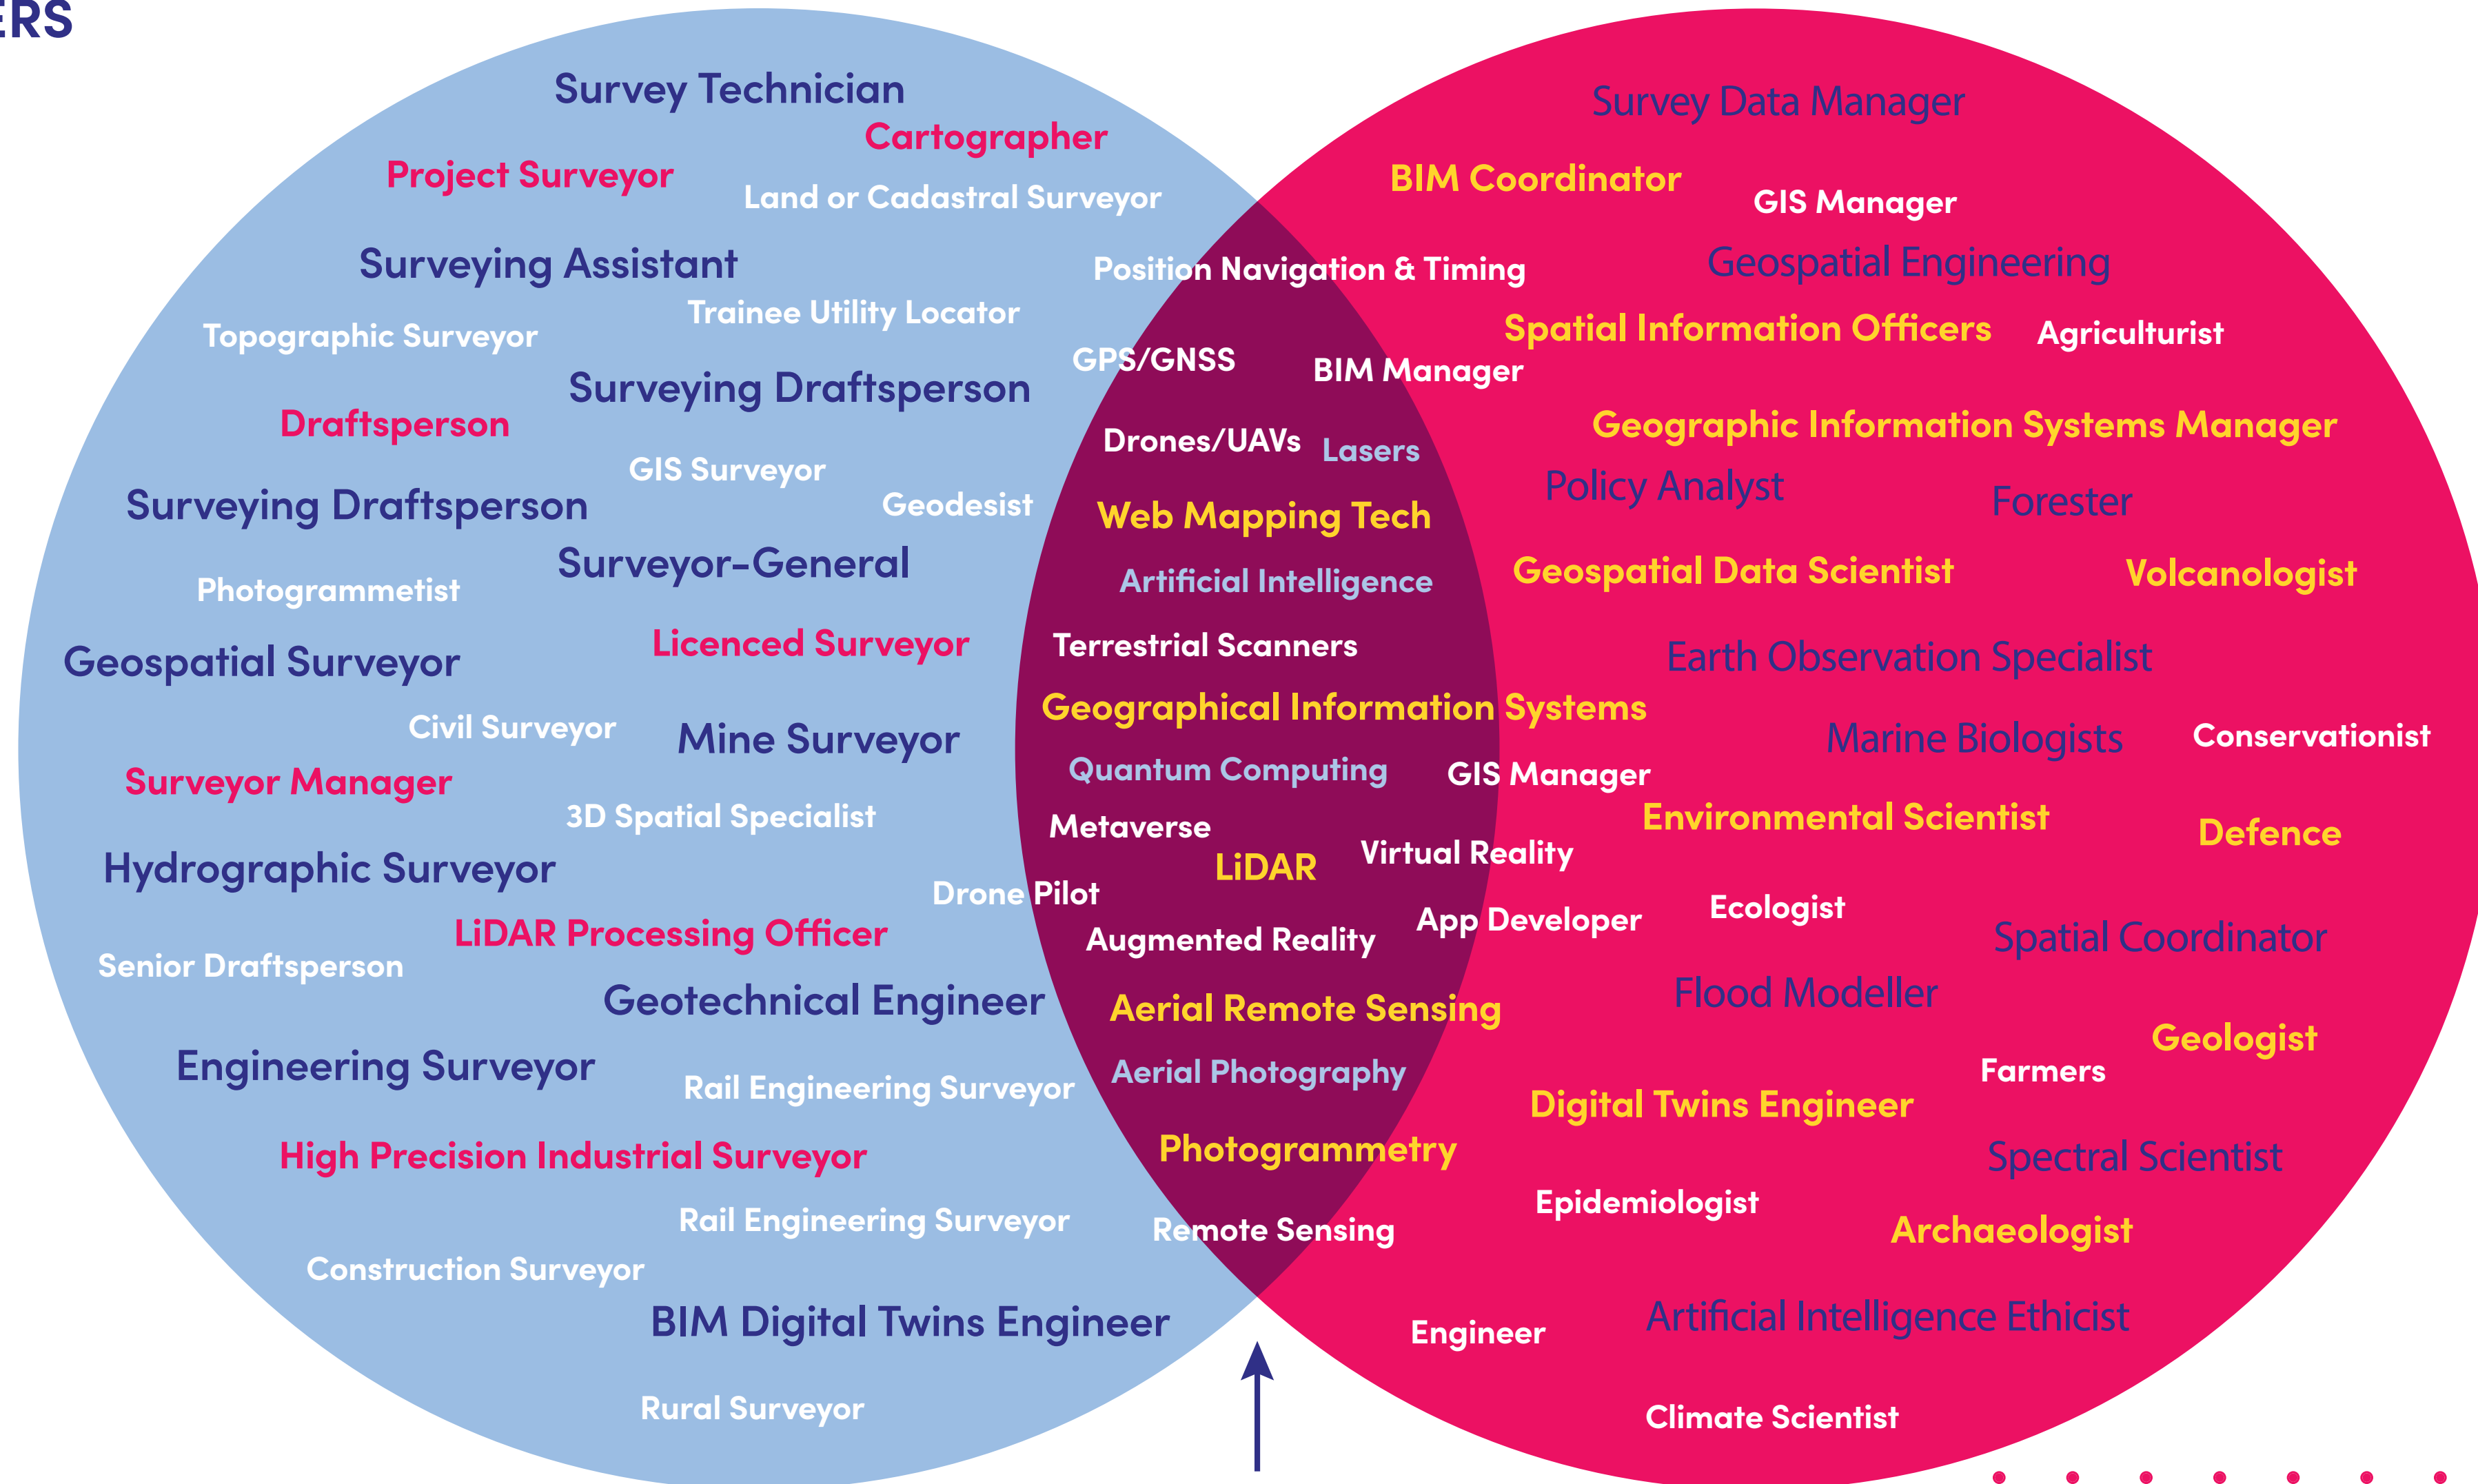 ERS
Survey Technician
Cartographer
Project Surveyor
Land or Cadastral Surveyor
Surveying Assistant
Trainee Utility Locator
Topographic Surveyor
Surveying Draftsperson
Draftsperson
GIS Surveyor
Surveying Draftsperson
Geodesist
Surveyor-General
Photogrammetist
Licenced Surveyor
Geospatial Surveyor
Civil Surveyor
Mine Surveyor
Surveyor Manager
3D Spatial Specialist
Hydrographic Surveyor
Drone Pilot
LiDAR Processing Officer
Senior Draftsperson
Geotechnical Engineer
Engineering Surveyor
Rail Engineering Surveyor
High Precision Industrial Surveyor
Rail Engineering Surveyor
Construction Surveyor
BIM Digital Twins Engineer
Rural Surveyor
Position Navigation & Timing
GPS/GNSS
BIM Manager
Drones/UAVs
Lasers
Web Mapping Tech
Artificial Intelligence
Terrestrial Scanners
Geographical Information Systems
Quantum Computing
GIS Manager
Metaverse
Virtual Reality
LiDAR
App Developer
Augmented Reality
Aerial Remote Sensing
Aerial Photography
Photogrammetry
Remote Sensing
Survey Data Manager
BIM Coordinator
GIS Manager
Geospatial Engineering
Spatial Information Officers
Agriculturist
Geographic Information Systems Manager
Policy Analyst
Forester
Geospatial Data Scientist
Volcanologist
Earth Observation Specialist
Marine Biologists
Conservationist
Environmental Scientist
Defence
Ecologist
Spatial Coordinator
Flood Modeller
Geologist
Farmers
Digital Twins Engineer
Spectral Scientist
Epidemiologist
Archaeologist
Artificial Intelligence Ethicist
Engineer
Climate Scientist